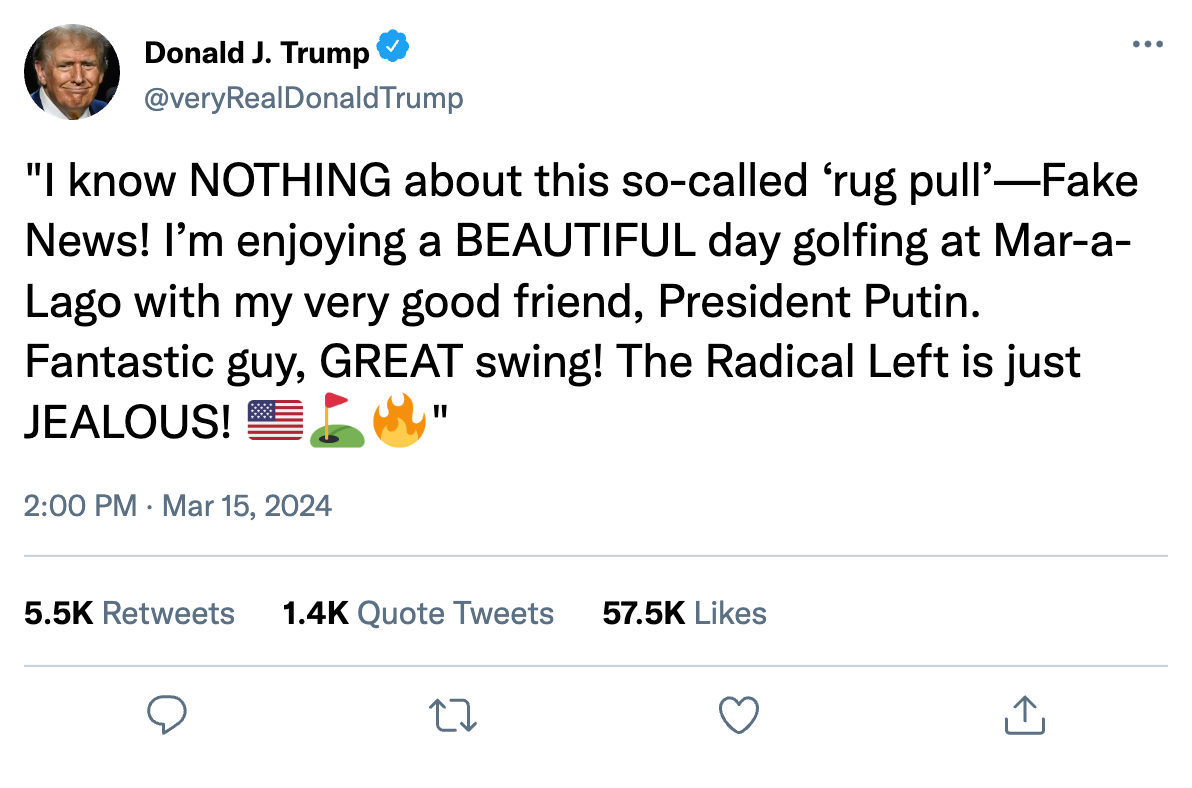 Donald J. Trump
@veryRealDonaldTrump
"I know NOTHING about this so-called ‘rug pull’—Fake
News! I’m enjoying a BEAUTIFUL day golfing at Mar-a-
Lago with my very good friend, President Putin.
Fantastic guy, GREAT swing! The Radical Left is just
JEALOUS! 🇺🇸⛳🔥"
2:00 PM · Mar 15, 2024
5.5K Retweets 1.4K Quote Tweets 57.5K Likes